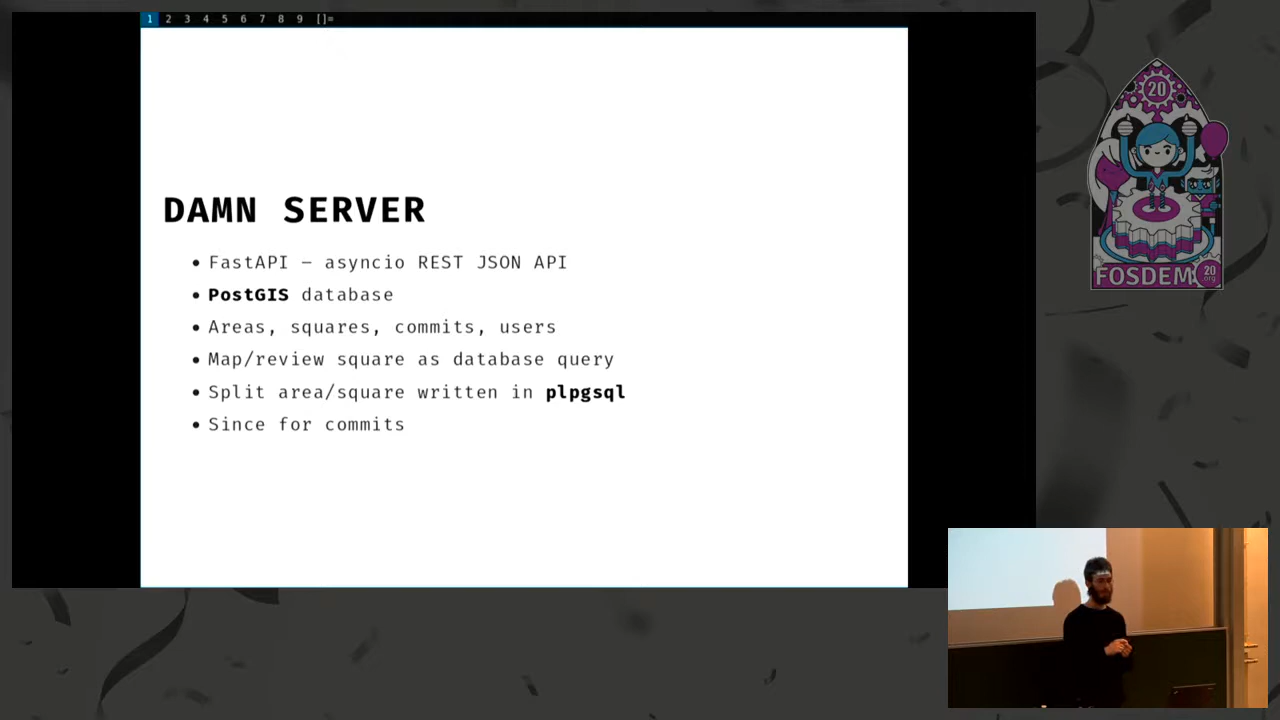 1 2 3 4 5 6 7 8 9 []=
DAMN SERVER
• FastAPI – asyncio REST JSON API
• PostGIS database
• Areas, squares, commits, users
• Map/review square as database query
• Split area/square written in plpgsql
• Since for commits
20
FOSDEM
20
.org